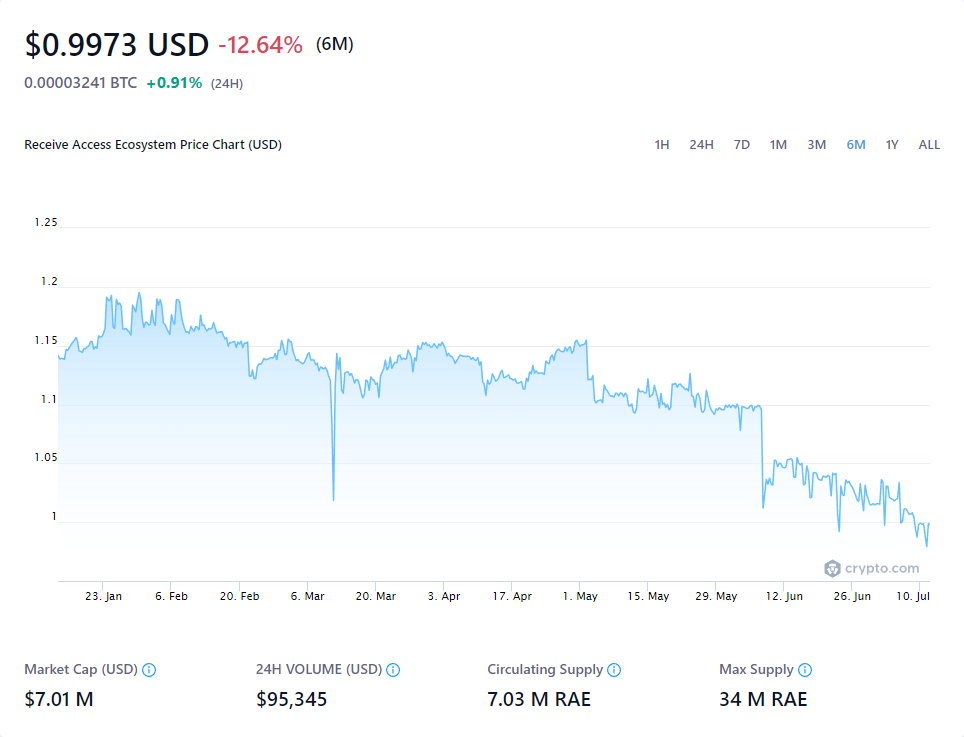 $0.9973 USD -12.64% (6M)
0.00003241 BTC +0.91% (24H)
Receive Access Ecosystem Price Chart (USD) 1H 24H 7D 1M 3M 6M 1Y ALL
1.25
1.2
1.15
1.1
1.05
1
crypto.com
23. Jan 6. Feb 20. Feb 6. Mar 20. Mar 3. Apr 17. Apr 1. May 15. May 29. May 12. Jun 26. Jun 10. Jul
Market Cap (USD) 24H VOLUME (USD) Circulating Supply Max Supply
$7.01 M $95,345 7.03 M RAE 34 M RAE